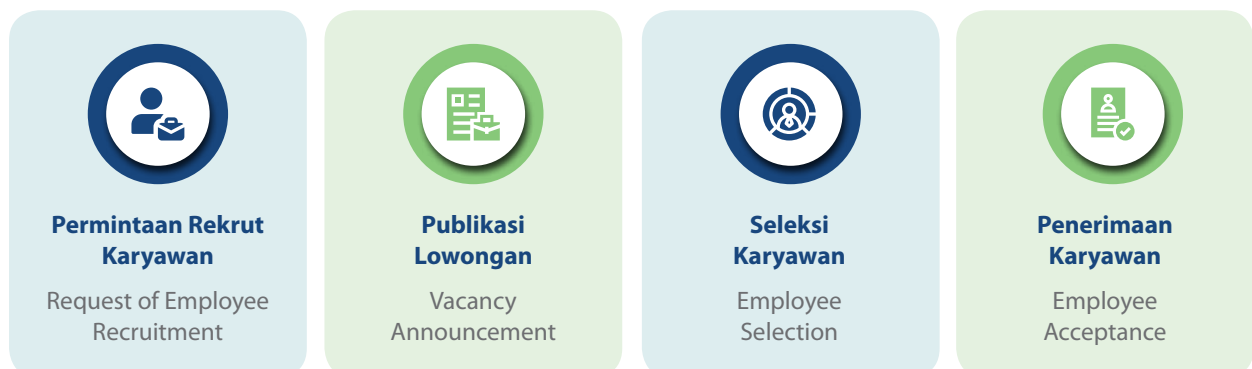 Permintaan Rekrut
Karyawan
Request of Employee
Recruitment
Publikasi
Lowongan
Vacancy
Announcement
Seleksi
Karyawan
Employee
Selection
Penerimaan
Karyawan
Employee
Acceptance